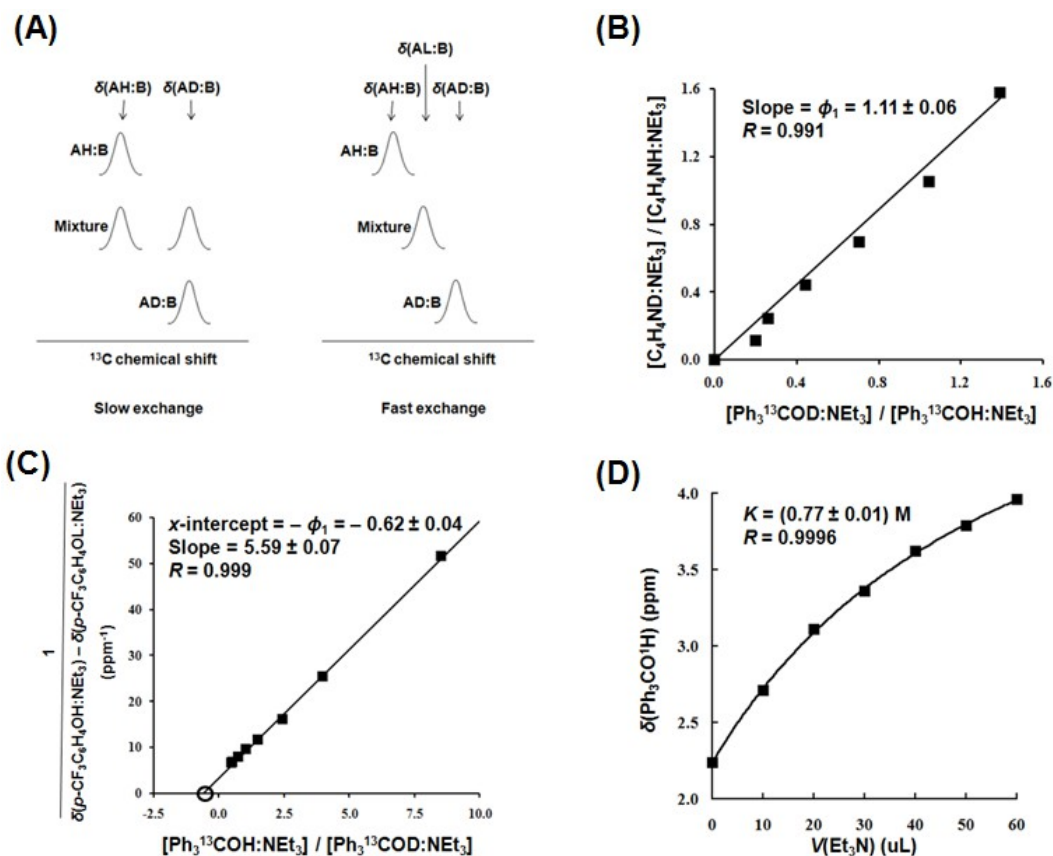 (A)
δ(AH:B) δ(AD:B)
AH:B
Mixture
AD:B
¹³C chemical shift
Slow exchange
δ(AL:B)
δ(AH:B) δ(AD:B)
AH:B
Mixture
AD:B
¹³C chemical shift
Fast exchange
(B)
[C₄H₄ND:NEt₃] / [C₄H₄NH:NEt₃]
1.6
1.2
0.8
0.4
0.0
Slope = ϕ₁ = 1.11 ± 0.06
R = 0.991
0.0 0.4 0.8 1.2 1.6
[Ph₃¹³COD:NEt₃] / [Ph₃¹³COH:NEt₃]
(C)
1
δ(p-CF₃C₆H₄OH:NEt₃) – δ(p-CF₃C₆H₄OL:NEt₃)
(ppm⁻¹)
60
50
40
30
20
10
0
x-intercept = – ϕ₁ = – 0.62 ± 0.04
Slope = 5.59 ± 0.07
R = 0.999
-2.5 0.0 2.5 5.0 7.5 10.0
[Ph₃¹³COH:NEt₃] / [Ph₃¹³COD:NEt₃]
(D)
δ(Ph₃CO¹H) (ppm)
4.0
3.5
3.0
2.5
2.0
K = (0.77 ± 0.01) M
R = 0.9996
0 10 20 30 40 50 60
V(Et₃N) (uL)